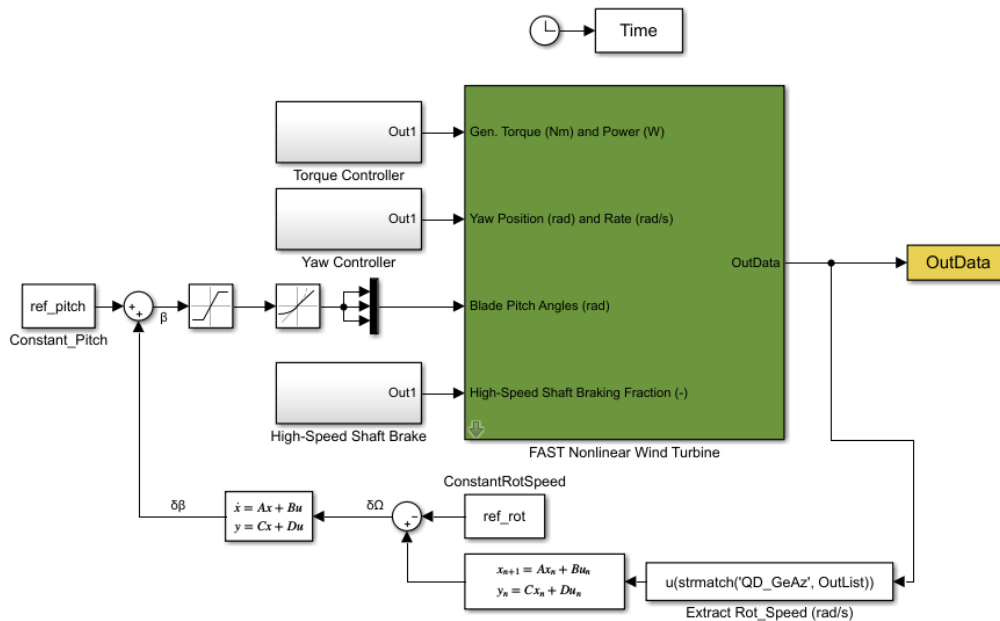 Time
Out1
Gen. Torque (Nm) and Power (W)
Torque Controller
Out1
Yaw Position (rad) and Rate (rad/s)
Yaw Controller
OutData
OutData
ref_pitch
+
+
β
Blade Pitch Angles (rad)
Constant_Pitch
Out1
High-Speed Shaft Braking Fraction (-)
High-Speed Shaft Brake
FAST Nonlinear Wind Turbine
ConstantRotSpeed
δβ
ẋ = Ax + Bu
y = Cx + Du
δΩ
+
−
ref_rot
xₙ₊₁ = Axₙ + Buₙ
yₙ = Cxₙ + Duₙ
u(strmatch('QD_GeAz', OutList))
Extract Rot_Speed (rad/s)